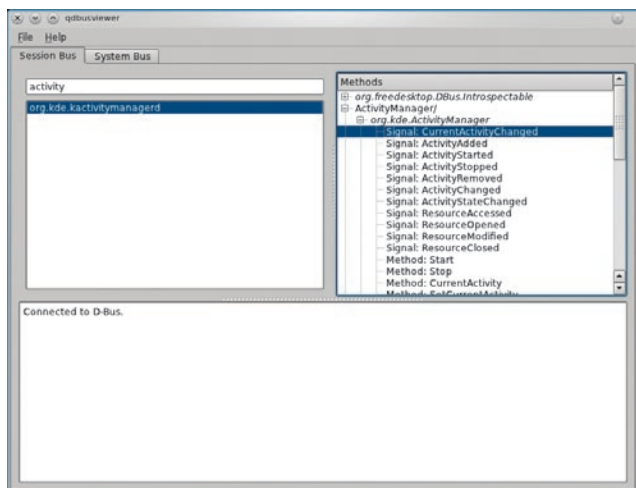 qdbusviewer
File Help
Session Bus System Bus
activity
org.kde.kactivitymanagerd
Methods
org.freedesktop.DBus.Introspectable
ActivityManager/
org.kde.ActivityManager
Signal: CurrentActivityChanged
Signal: ActivityAdded
Signal: ActivityStarted
Signal: ActivityStopped
Signal: ActivityRemoved
Signal: ActivityChanged
Signal: ActivityStateChanged
Signal: ResourceAccessed
Signal: ResourceOpened
Signal: ResourceModified
Signal: ResourceClosed
Method: Start
Method: Stop
Method: CurrentActivity
Method: SetCurrentActivity
Connected to D-Bus.